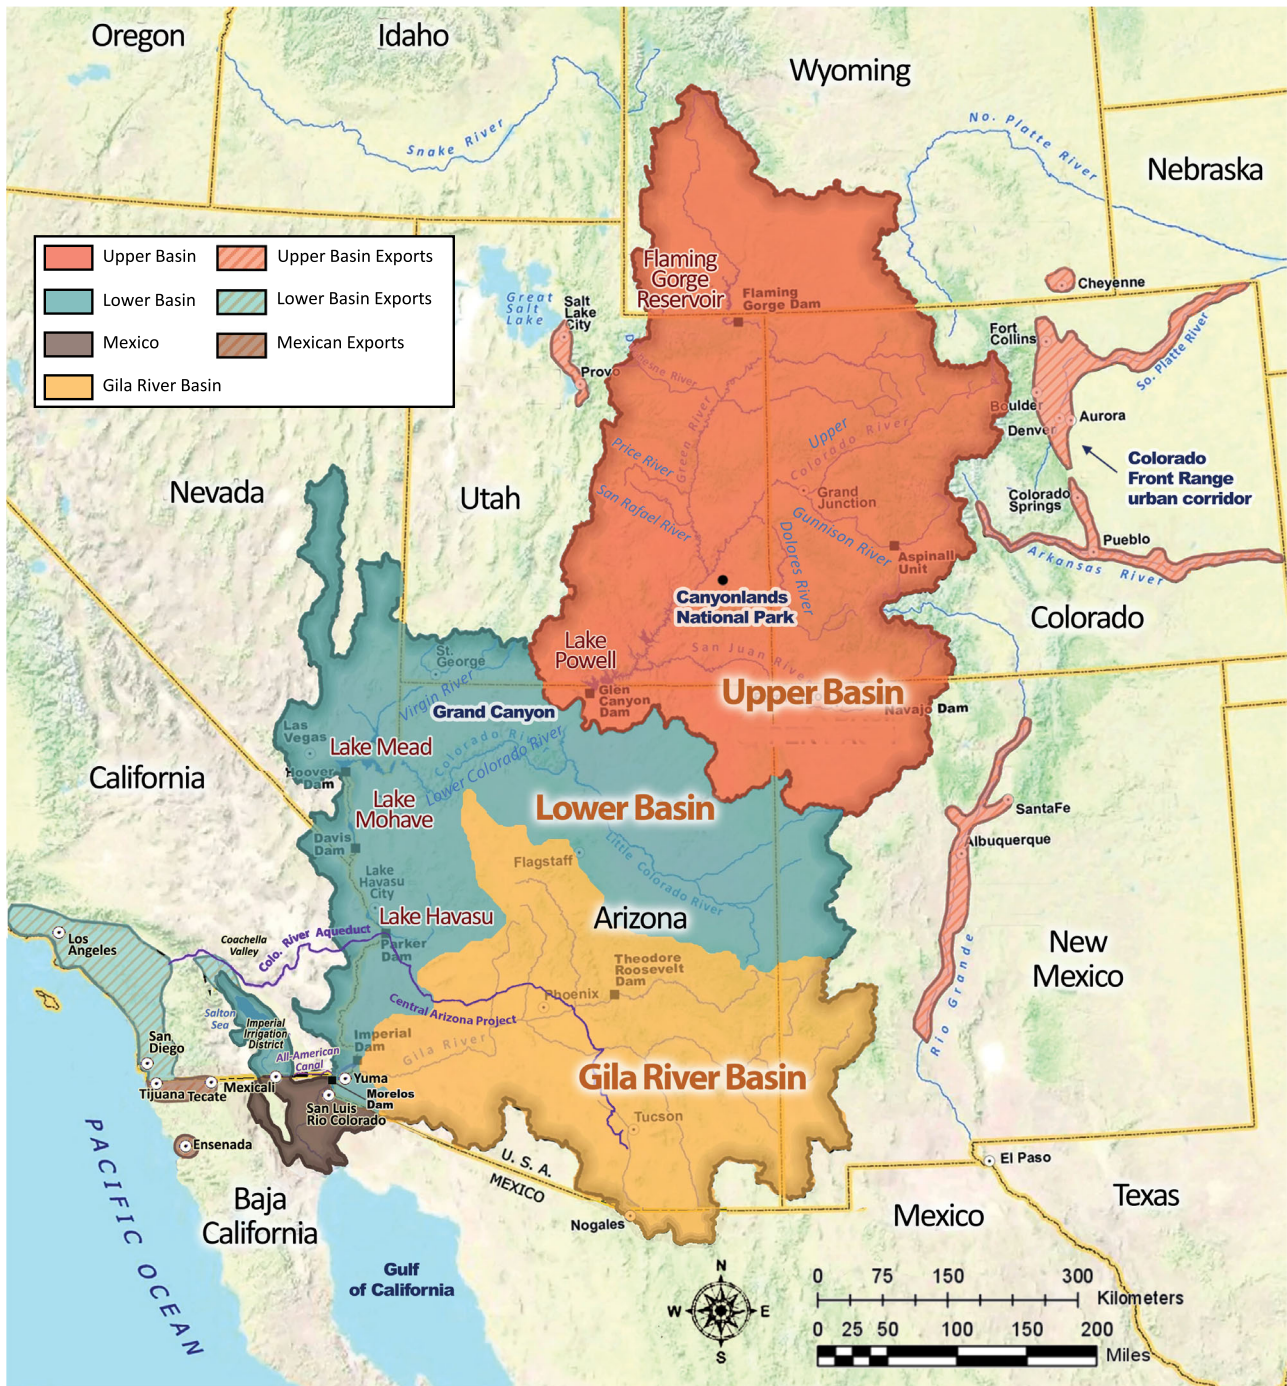 Oregon
Idaho
Wyoming
Snake River
No. Platte River
Nebraska
Upper Basin
Upper Basin Exports
Lower Basin
Lower Basin Exports
Mexico
Mexican Exports
Gila River Basin
Flaming
Gorge
Reservoir
Flaming
Gorge Dam
Cheyenne
Great
Salt
Lake
Salt
Lake
City
Provo
Fort
Collins
So. Platte River
Duchesne River
Boulder
Denver
Aurora
Colorado
Front Range
urban corridor
Green River
Price River
San Rafael River
Upper
Colorado River
Grand
Junction
Gunnison River
Dolores River
Aspinall
Unit
Colorado
Springs
Pueblo
Arkansas River
Nevada
Utah
Canyonlands
National Park
Colorado
Lake
Powell
San Juan River
Upper Basin
Glen
Canyon
Dam
Navajo Dam
St.
George
Virgin River
Grand Canyon
Las
Vegas
Lake Mead
Colorado River
Lower Colorado River
California
Hoover
Dam
Lake
Mohave
Lower Basin
Davis
Dam
Flagstaff
Little Colorado River
SantaFe
Albuquerque
Lake
Havasu
City
Lake Havasu
Arizona
Los
Angeles
Coachella
Valley
Colo. River Aqueduct
Parker
Dam
New
Mexico
Rio Grande
Theodore
Roosevelt
Dam
Phoenix
Central Arizona Project
Salton
Sea
Imperial
Irrigation
District
San
Diego
All-American
Canal
Imperial
Dam
Gila River
Gila River Basin
Tijuana
Tecate
Mexicali
Yuma
Morelos
Dam
San Luis
Rio Colorado
Tucson
Ensenada
U. S. A.
MEXICO
El Paso
PACIFIC OCEAN
Baja
California
Nogales
Mexico
Texas
Gulf
of California
N
W
E
S
0 75 150 300
Kilometers
0 25 50 100 150 200
Miles